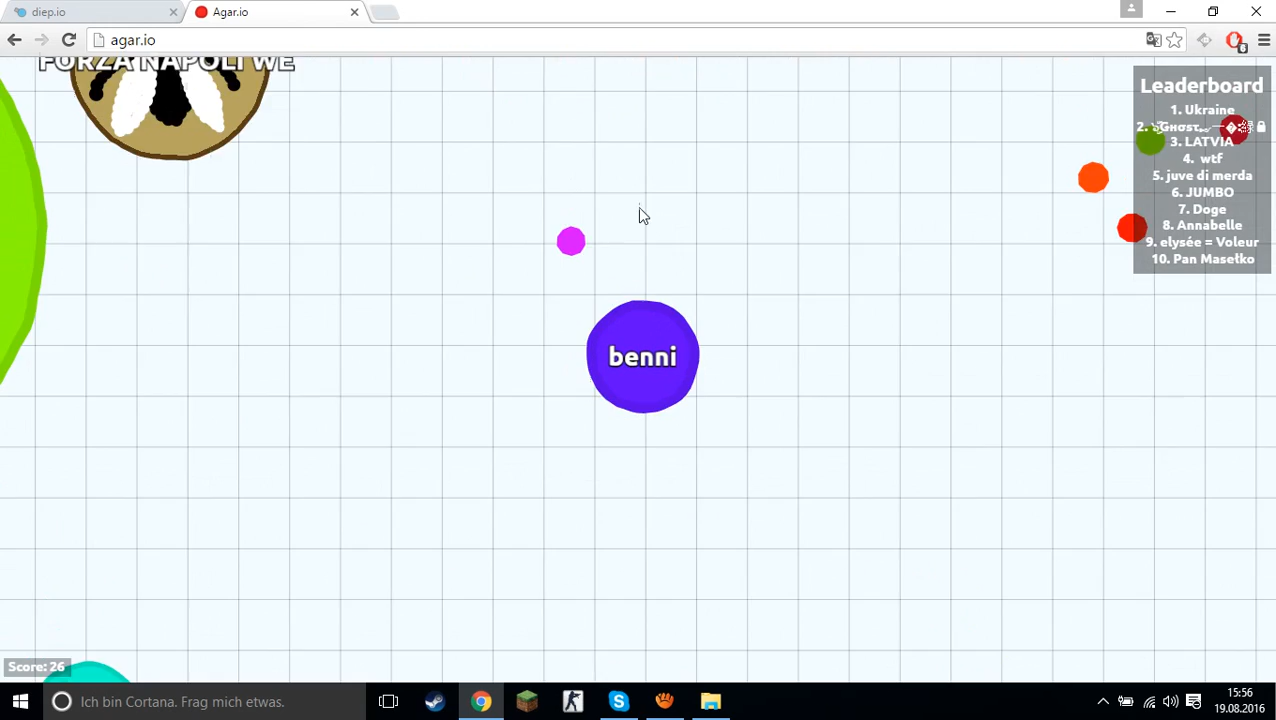 diep.io
Agar.io
agar.io
FORZA NAPOLI WE
Leaderboard
1. Ukraine
3. LATVIA
4. wtf
5. juve di merda
6. JUMBO
7. Doge
8. Annabelle
9. elysée = Voleur
10. Pan Masełko
benni
Score: 26
Ich bin Cortana. Frag mich etwas.
15:56
19.08.2016